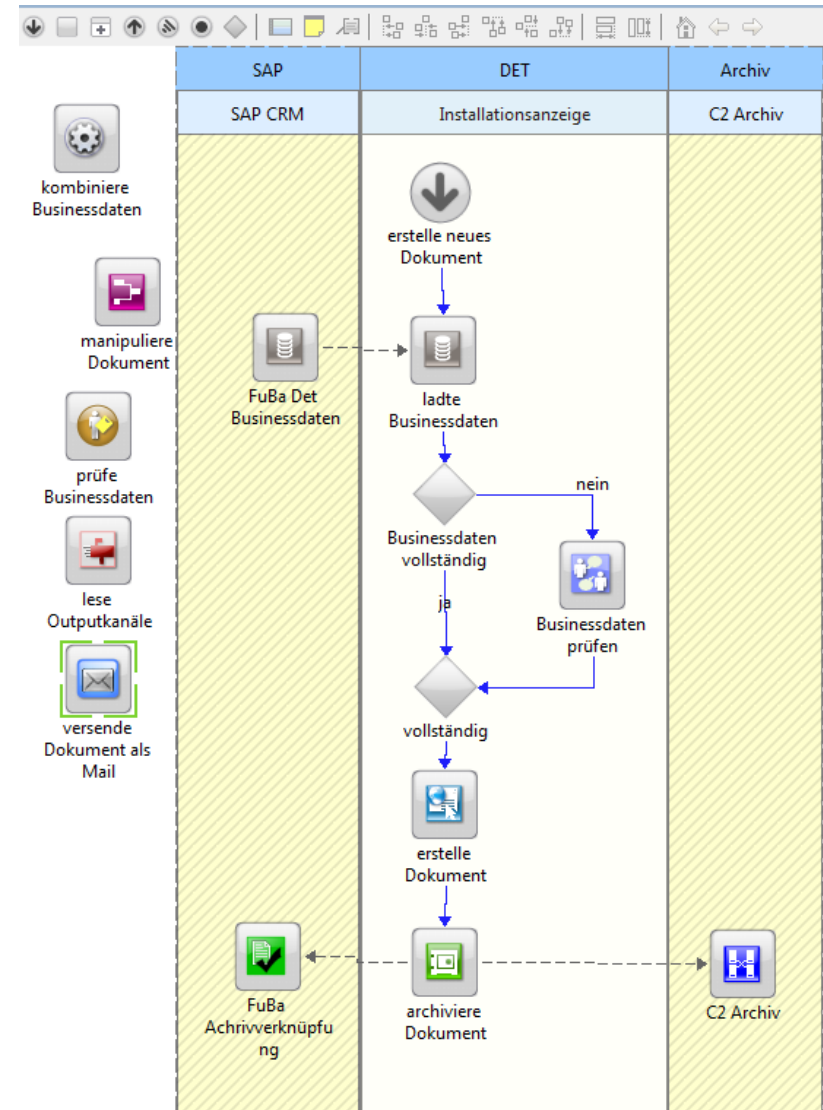 SAP
DET
Archiv
SAP CRM
Installationsanzeige
C2 Archiv
kombiniere
Businessdaten
manipuliere
Dokument
prüfe
Businessdaten
lese
Outputkanäle
versende
Dokument als
Mail
erstelle neues
Dokument
FuBa Det
Businessdaten
ladte
Businessdaten
nein
Businessdaten
vollständig
ja
Businessdaten
prüfen
vollständig
erstelle
Dokument
FuBa
Achrivverknüpfu
ng
archiviere
Dokument
C2 Archiv